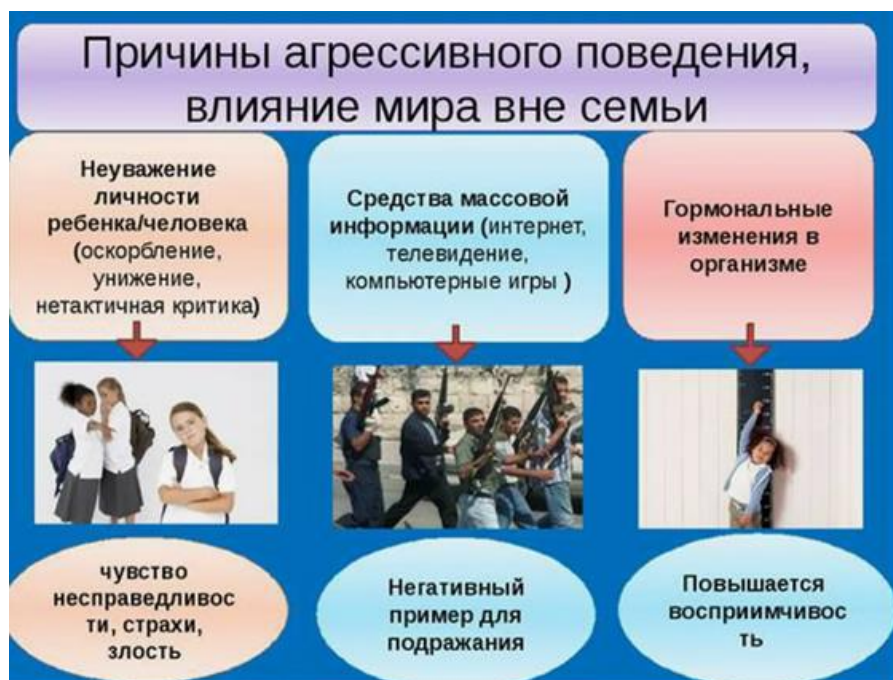 Причины агрессивного поведения,
влияние мира вне семьи
Неуважение
личности
ребенка/человека
(оскорбление,
унижение,
нетактичная критика)
Средства массовой
информации (интернет,
телевидение,
компьютерные игры )
Гормональные
изменения в
организме
чувство
несправедливос
ти, страхи,
злость
Негативный
пример для
подражания
Повышается
восприимчивос
ть